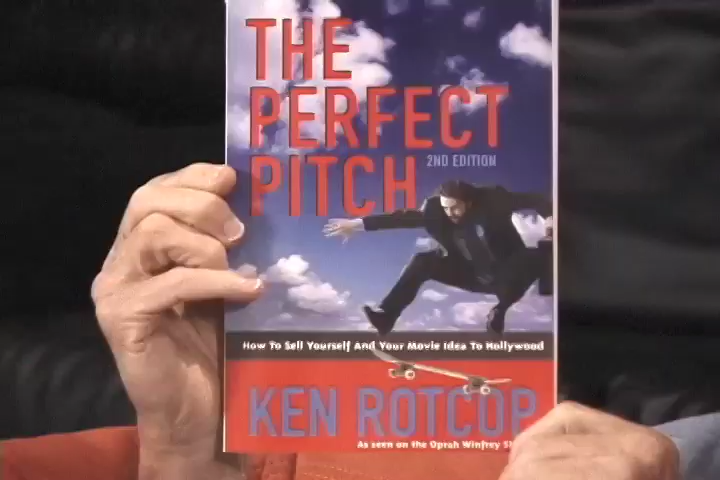 THE
PERFECT
PITCH
2ND EDITION
How To Sell Yourself And Your Movie Idea To Hollywood
KEN ROTCOP
As seen on the Oprah Winfrey